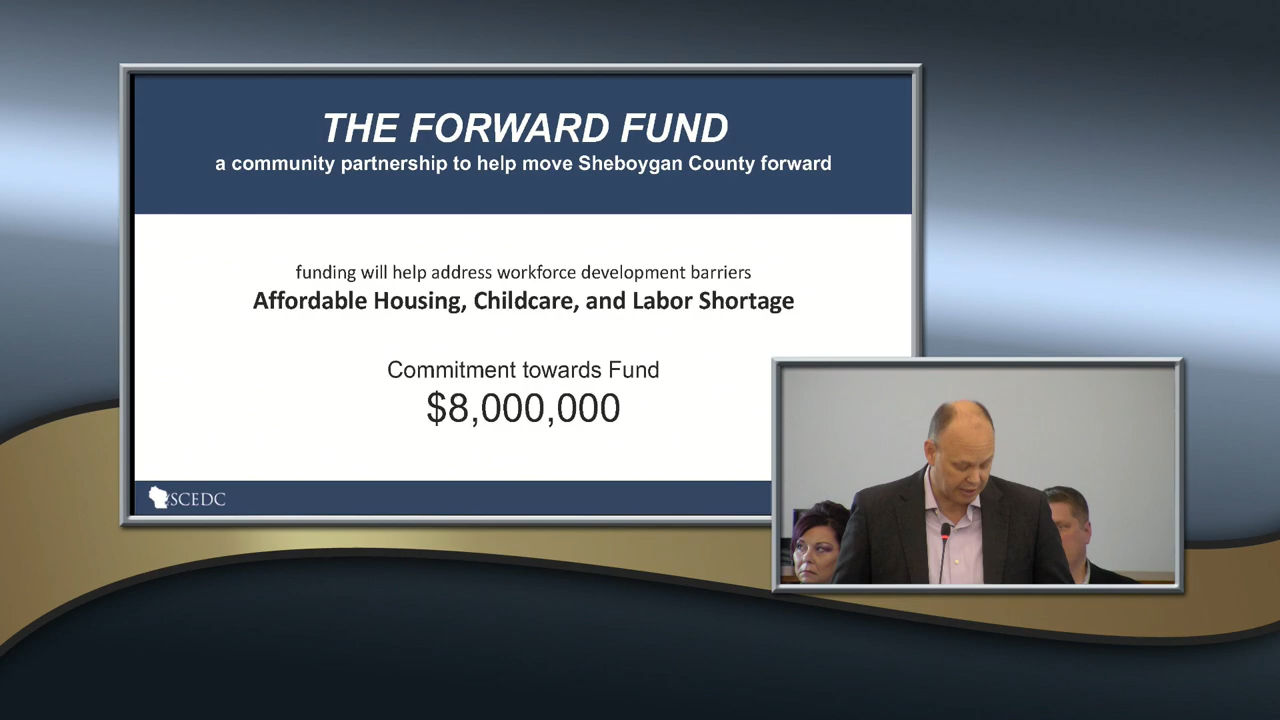 THE FORWARD FUND
a community partnership to help move Sheboygan County forward
funding will help address workforce development barriers
Affordable Housing, Childcare, and Labor Shortage
Commitment towards Fund
$8,000,000
SCEDC